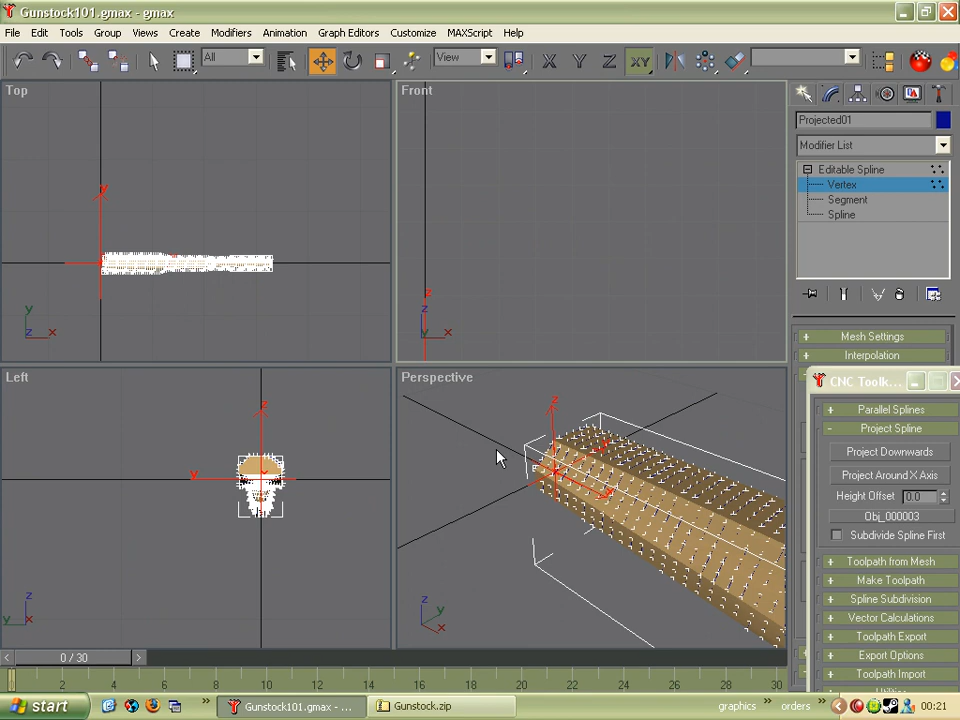 Gunstock101.gmax - gmax
File Edit Tools Group Views Create Modifiers Animation Graph Editors Customize MAXScript Help
All View X Y Z XY
Top
Front
Projected01
Modifier List
Editable Spline
Vertex
Segment
Spline
y
z
y
z x
z
y x
Mesh Settings
Interpolation
Left
Perspective
CNC Toolk...
Parallel Splines
Project Spline
Project Downwards
Project Around X Axis
Height Offset 0.0
Obj_000003
Subdivide Spline First
Toolpath from Mesh
Make Toolpath
Spline Subdivision
Vector Calculations
Toolpath Export
Export Options
Toolpath Import
z
y
z
y x
z
y
z
y
x
0 / 30
2 4 6 8 10 12 14 16 18 20 22 24 26 28 30
start Gunstock101.gmax - ... Gunstock.zip graphics orders 00:21